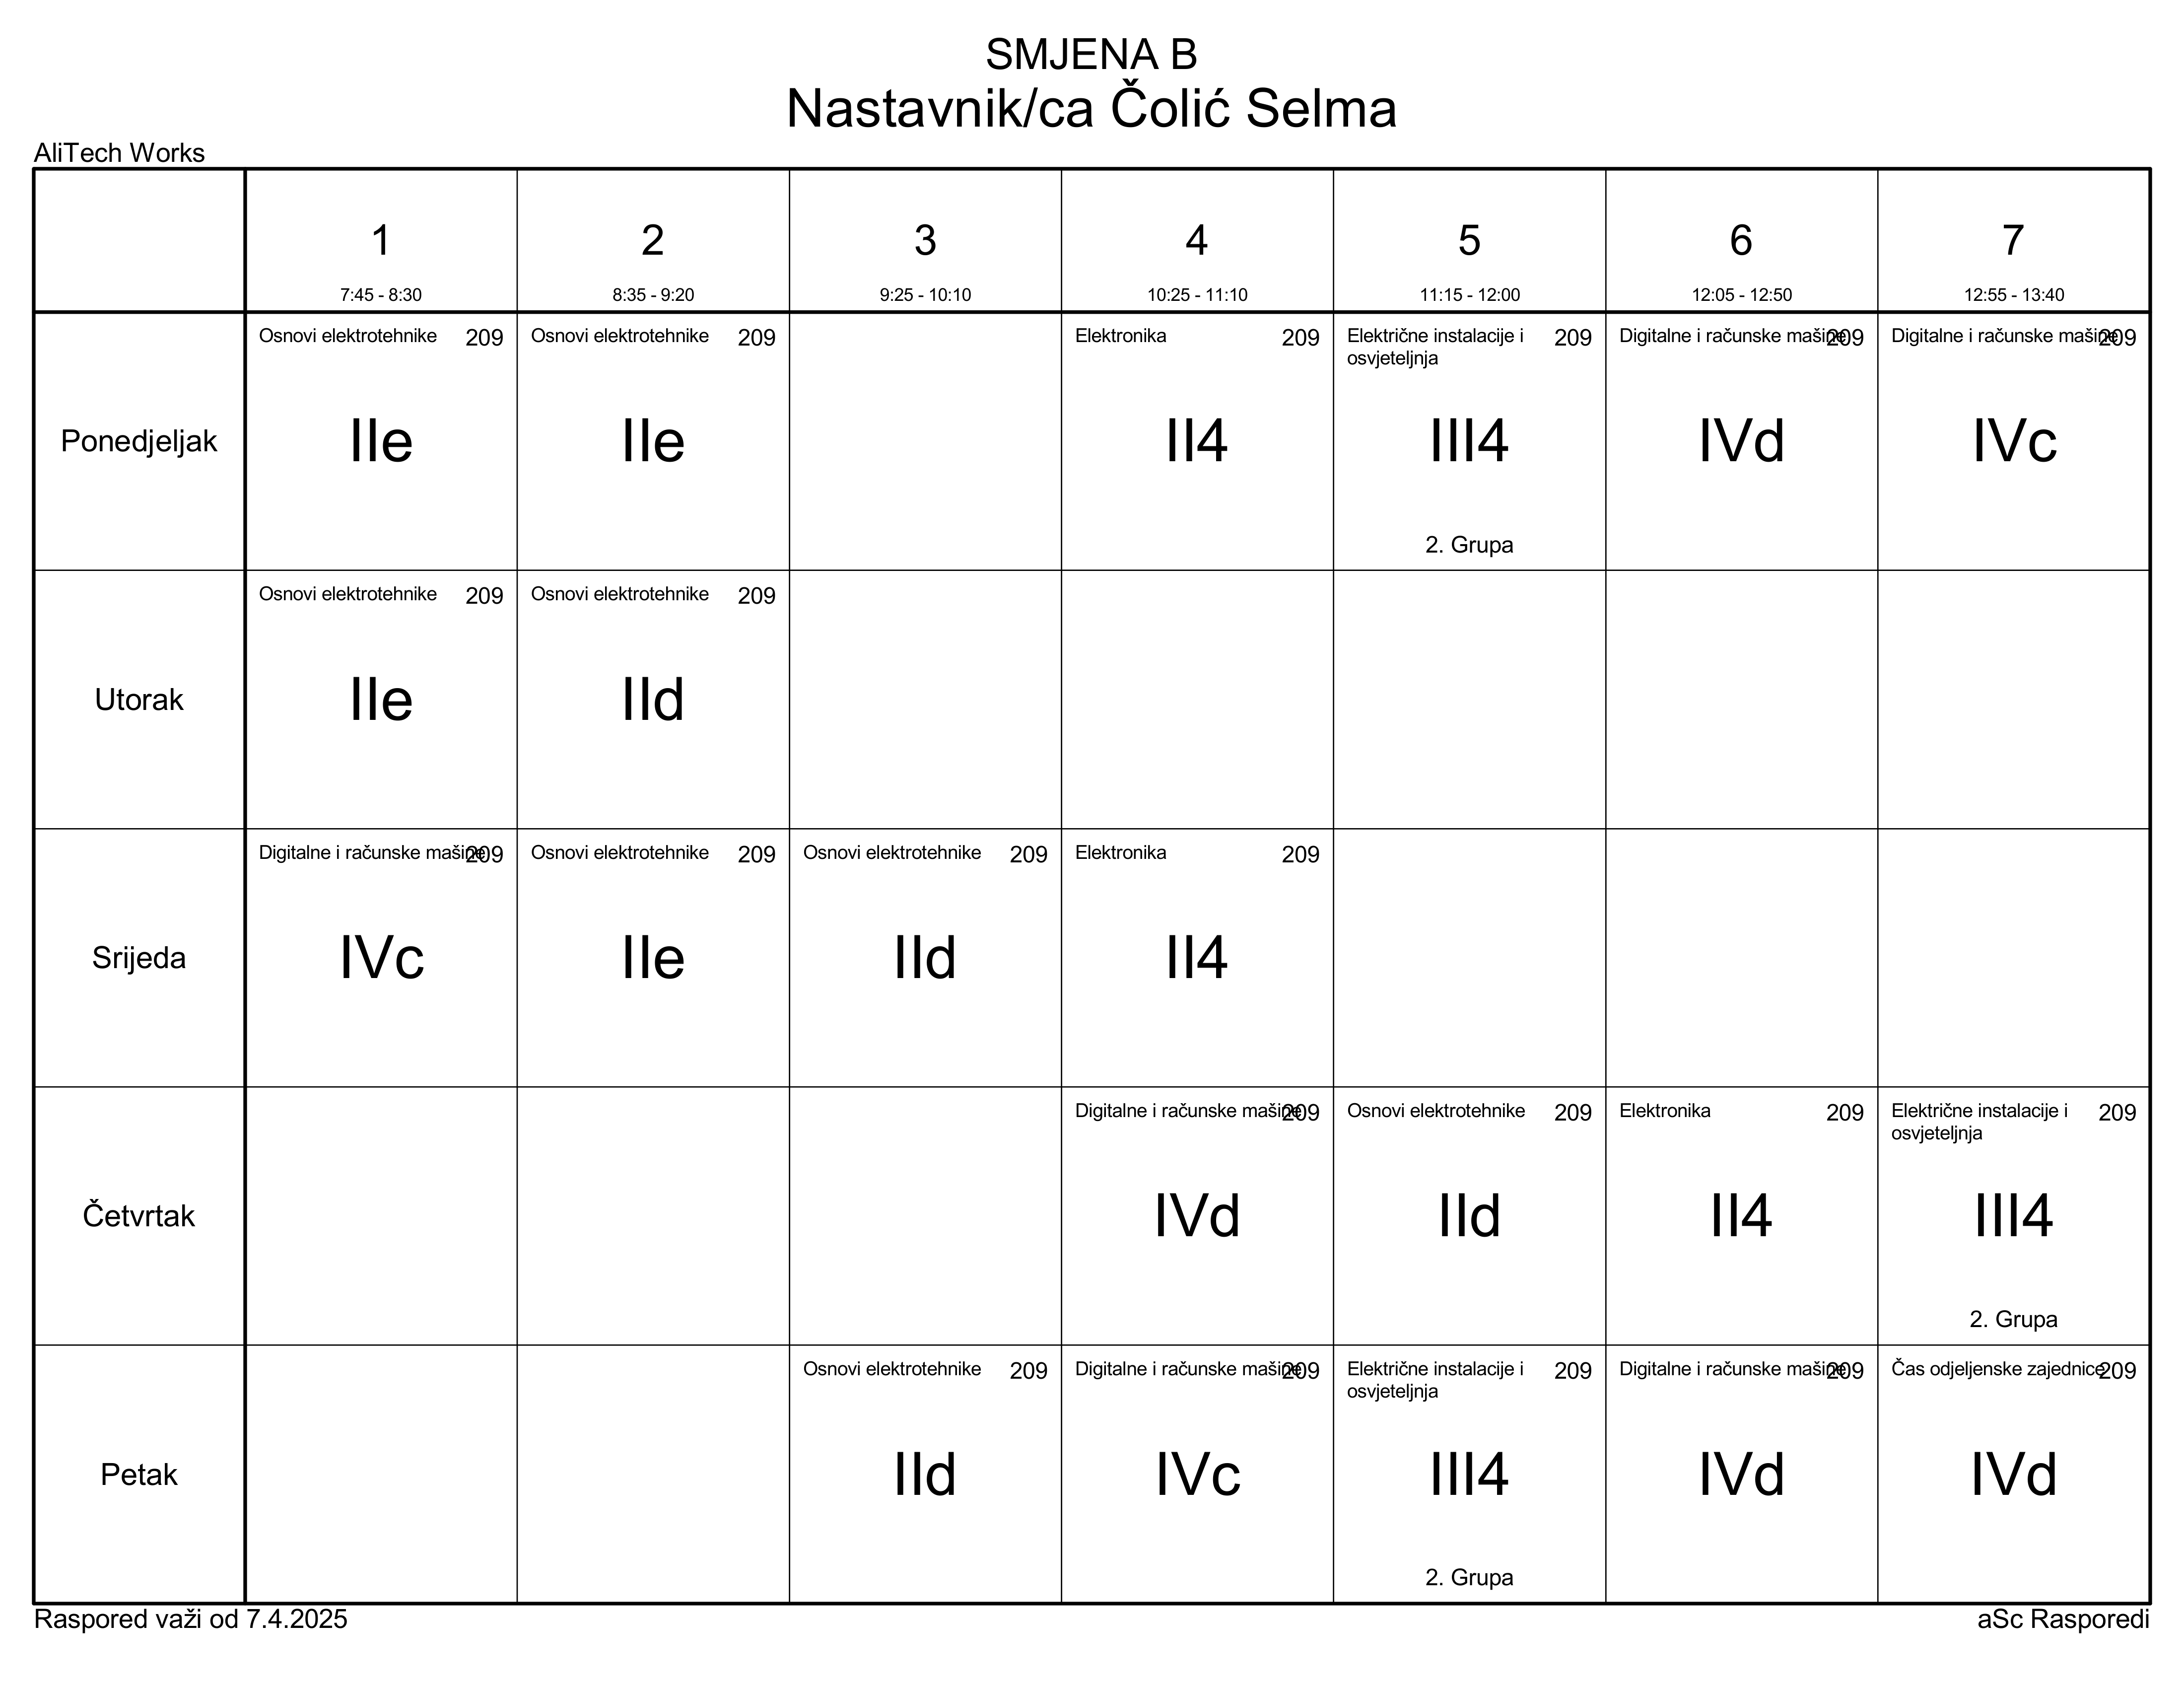 SMJENA B
Nastavnik/ca Čolić Selma
AliTech Works
1 2 3 4 5 6 7
7:45 - 8:30 8:35 - 9:20 9:25 - 10:10 10:25 - 11:10 11:15 - 12:00 12:05 - 12:50 12:55 - 13:40
Ponedjeljak
Osnovi elektrotehnike 209
IIe
Osnovi elektrotehnike 209
IIe
Elektronika 209
II4
Električne instalacije i 209
osvjeteljnja
III4
2. Grupa
Digitalne i računske mašine 209
IVd
Digitalne i računske mašine 209
IVc
Utorak
Osnovi elektrotehnike 209
IIe
Osnovi elektrotehnike 209
IId
Srijeda
Digitalne i računske mašine 209
IVc
Osnovi elektrotehnike 209
IIe
Osnovi elektrotehnike 209
IId
Elektronika 209
II4
Četvrtak
Digitalne i računske mašine 209
IVd
Osnovi elektrotehnike 209
IId
Elektronika 209
II4
Električne instalacije i 209
osvjeteljnja
III4
2. Grupa
Petak
Osnovi elektrotehnike 209
IId
Digitalne i računske mašine 209
IVc
Električne instalacije i 209
osvjeteljnja
III4
2. Grupa
Digitalne i računske mašine 209
IVd
Čas odjeljenske zajednice 209
IVd
Raspored važi od 7.4.2025
aSc Rasporedi